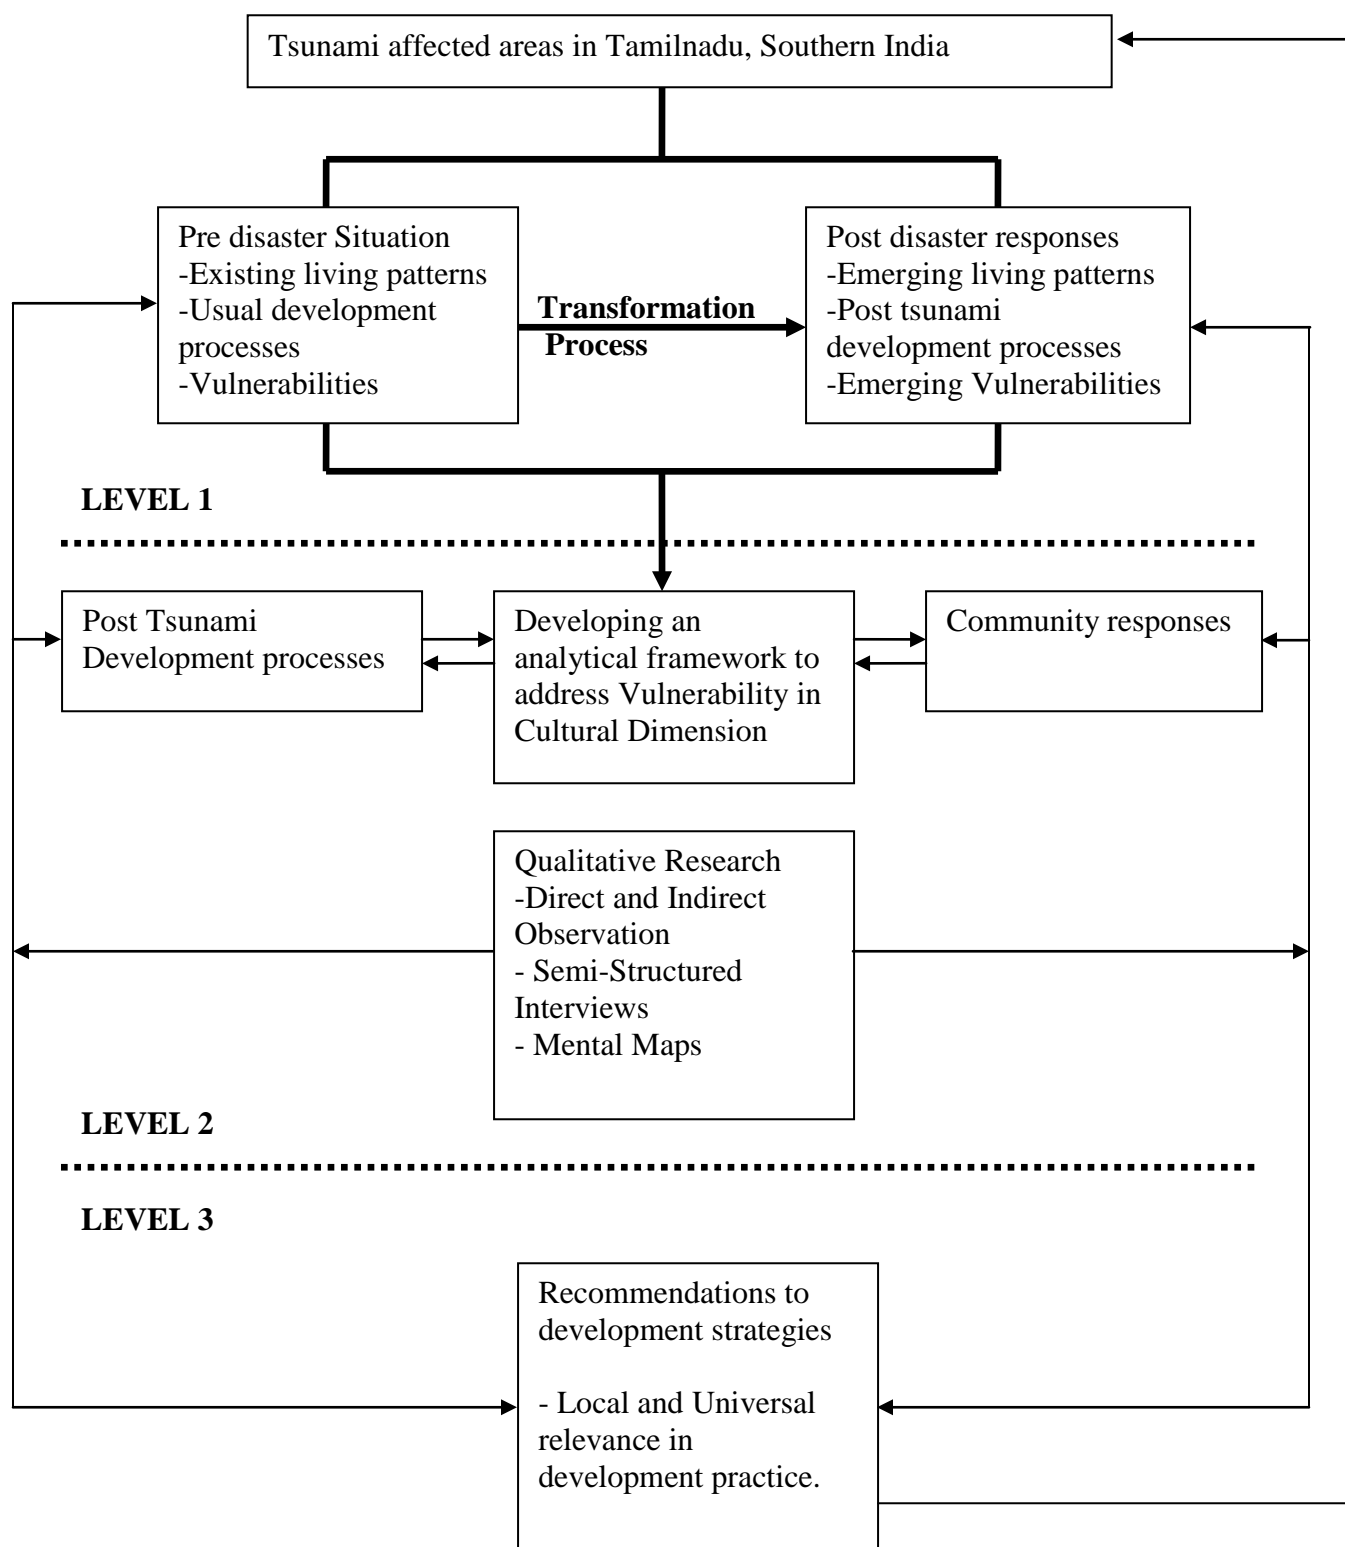 Tsunami affected areas in Tamilnadu, Southern India
Pre disaster Situation
-Existing living patterns
-Usual development
processes
-Vulnerabilities
Transformation
Process
Post disaster responses
-Emerging living patterns
-Post tsunami
development processes
-Emerging Vulnerabilities
LEVEL 1
Post Tsunami
Development processes
Developing an
analytical framework to
address Vulnerability in
Cultural Dimension
Community responses
Qualitative Research
-Direct and Indirect
Observation
- Semi-Structured
Interviews
- Mental Maps
LEVEL 2
LEVEL 3
Recommendations to
development strategies
- Local and Universal
relevance in
development practice.